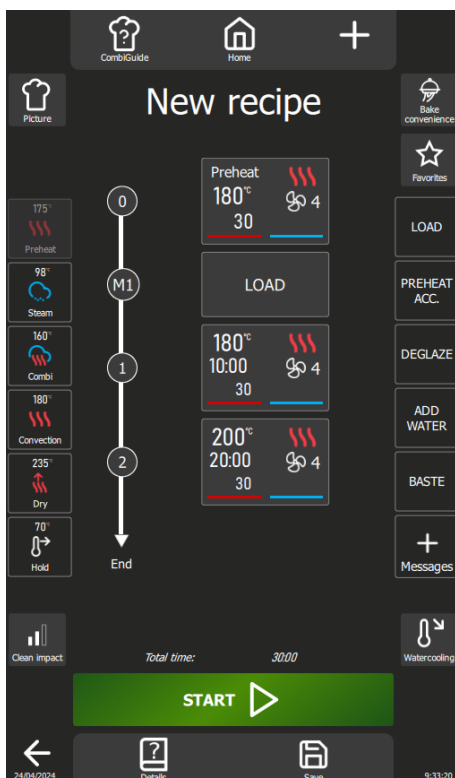 ?
CombiGuide
Home
Picture
New recipe
Bake
convenience
Favorites
175°
Preheat
98°
Steam
160°
Combi
180°
Convection
235°
Dry
70°
Hold
0
M1
1
2
End
Preheat
180°C
4
30
LOAD
180°C
10:00
4
30
200°C
20:00
4
30
LOAD
PREHEAT
ACC.
DEGLAZE
ADD
WATER
BASTE
Messages
Clean impact
Watercooling
Total time: 30:00
START
?
Details
Save
24/04/2024
9:33:20